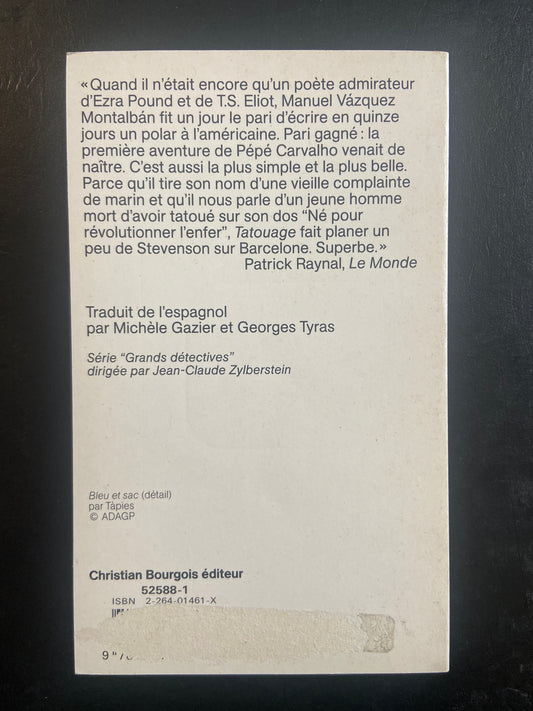 « Quand il n'était encore qu'un poète admirateur
d'Ezra Pound et de T.S. Eliot, Manuel Vázquez
Montalbán fit un jour le pari d'écrire en quinze
jours un polar à l'américaine. Pari gagné : la
première aventure de Pépé Carvalho venait de
naître. C'est aussi la plus simple et la plus belle.
Parce qu'il tire son nom d'une vieille complainte
de marin et qu'il nous parle d'un jeune homme
mort d'avoir tatoué sur son dos "Né pour
révolutionner l'enfer", Tatouage fait planer un
peu de Stevenson sur Barcelone. Superbe. »
Patrick Raynal, Le Monde
Traduit de l'espagnol
par Michèle Gazier et Georges Tyras
Série "Grands détectives"
dirigée par Jean-Claude Zylberstein
Bleu et sac (détail)
par Tàpies
© ADAGP
Christian Bourgois éditeur
52588-1
ISBN 2-264-01461-X
9